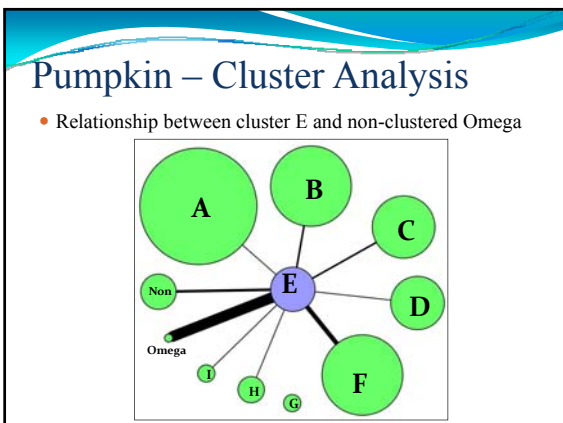 Pumpkin – Cluster Analysis
• Relationship between cluster E and non-clustered Omega
A
B
C
E
Non
D
Omega
I
H
F
G